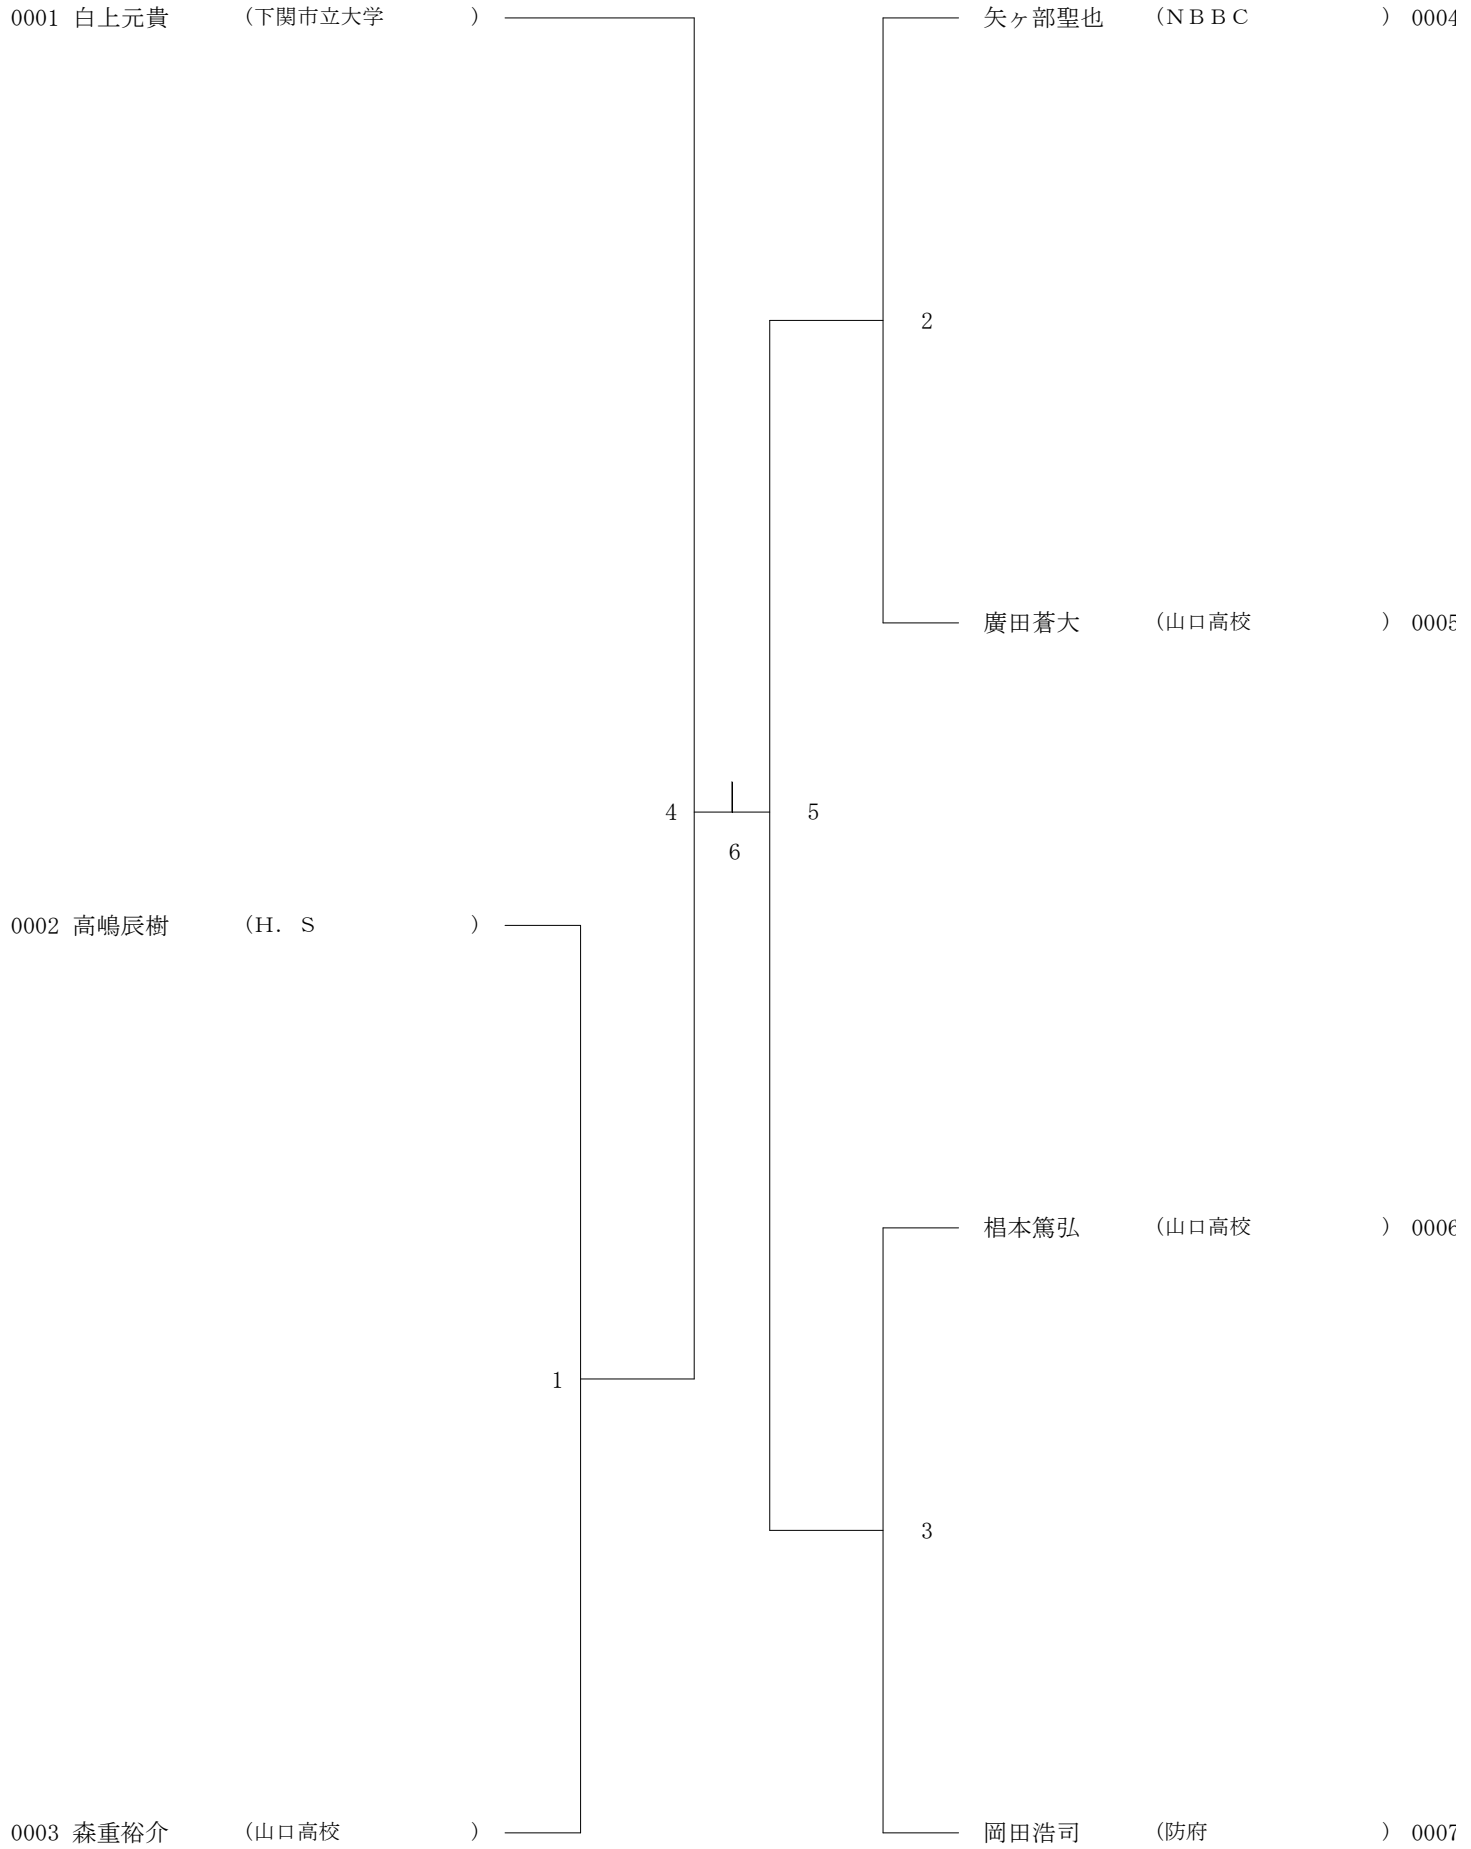 0001 白上元貴 (下関市立大学 )
矢ヶ部聖也 (ＮＢＢＣ ) 0004
2
廣田蒼大 (山口高校 ) 0005
4 5
6
0002 高嶋辰樹 (Ｈ．Ｓ )
椙本篤弘 (山口高校 ) 0006
1
3
0003 森重裕介 (山口高校 )
岡田浩司 (防府 ) 0007